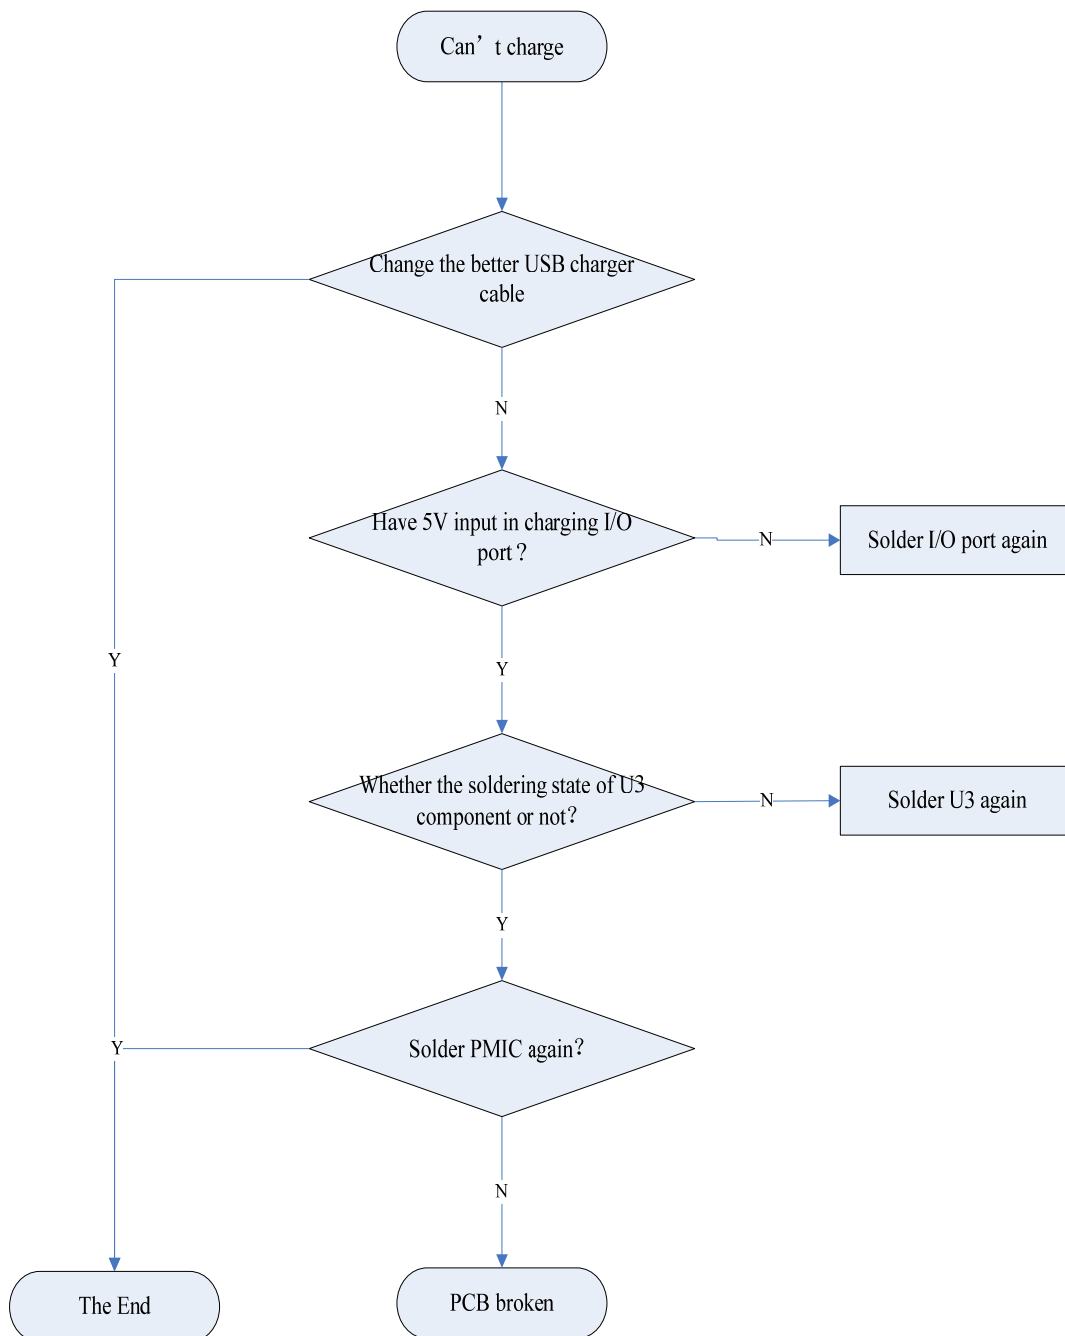 Can’t charge
Change the better USB charger
cable
N
Have 5V input in charging I/O
port？
N
Solder I/O port again
Y
Y
Whether the soldering state of U3
component or not？
N
Solder U3 again
Y
Solder PMIC again？
Y
N
The End
PCB broken